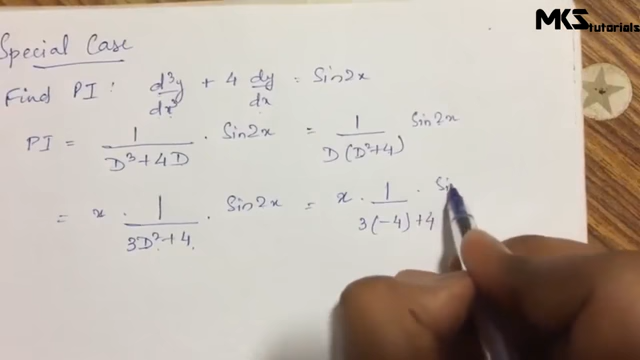 MKS tutorials
Special Case
Find PI : d³y/dx³ + 4 dy/dx = Sin2x
PI = 1/(D³+4D) · Sin2x = 1/(D(D²+4)) Sin2x
= x · 1/(3D²+4) · Sin2x = x · 1/(3(-4)+4) · Si